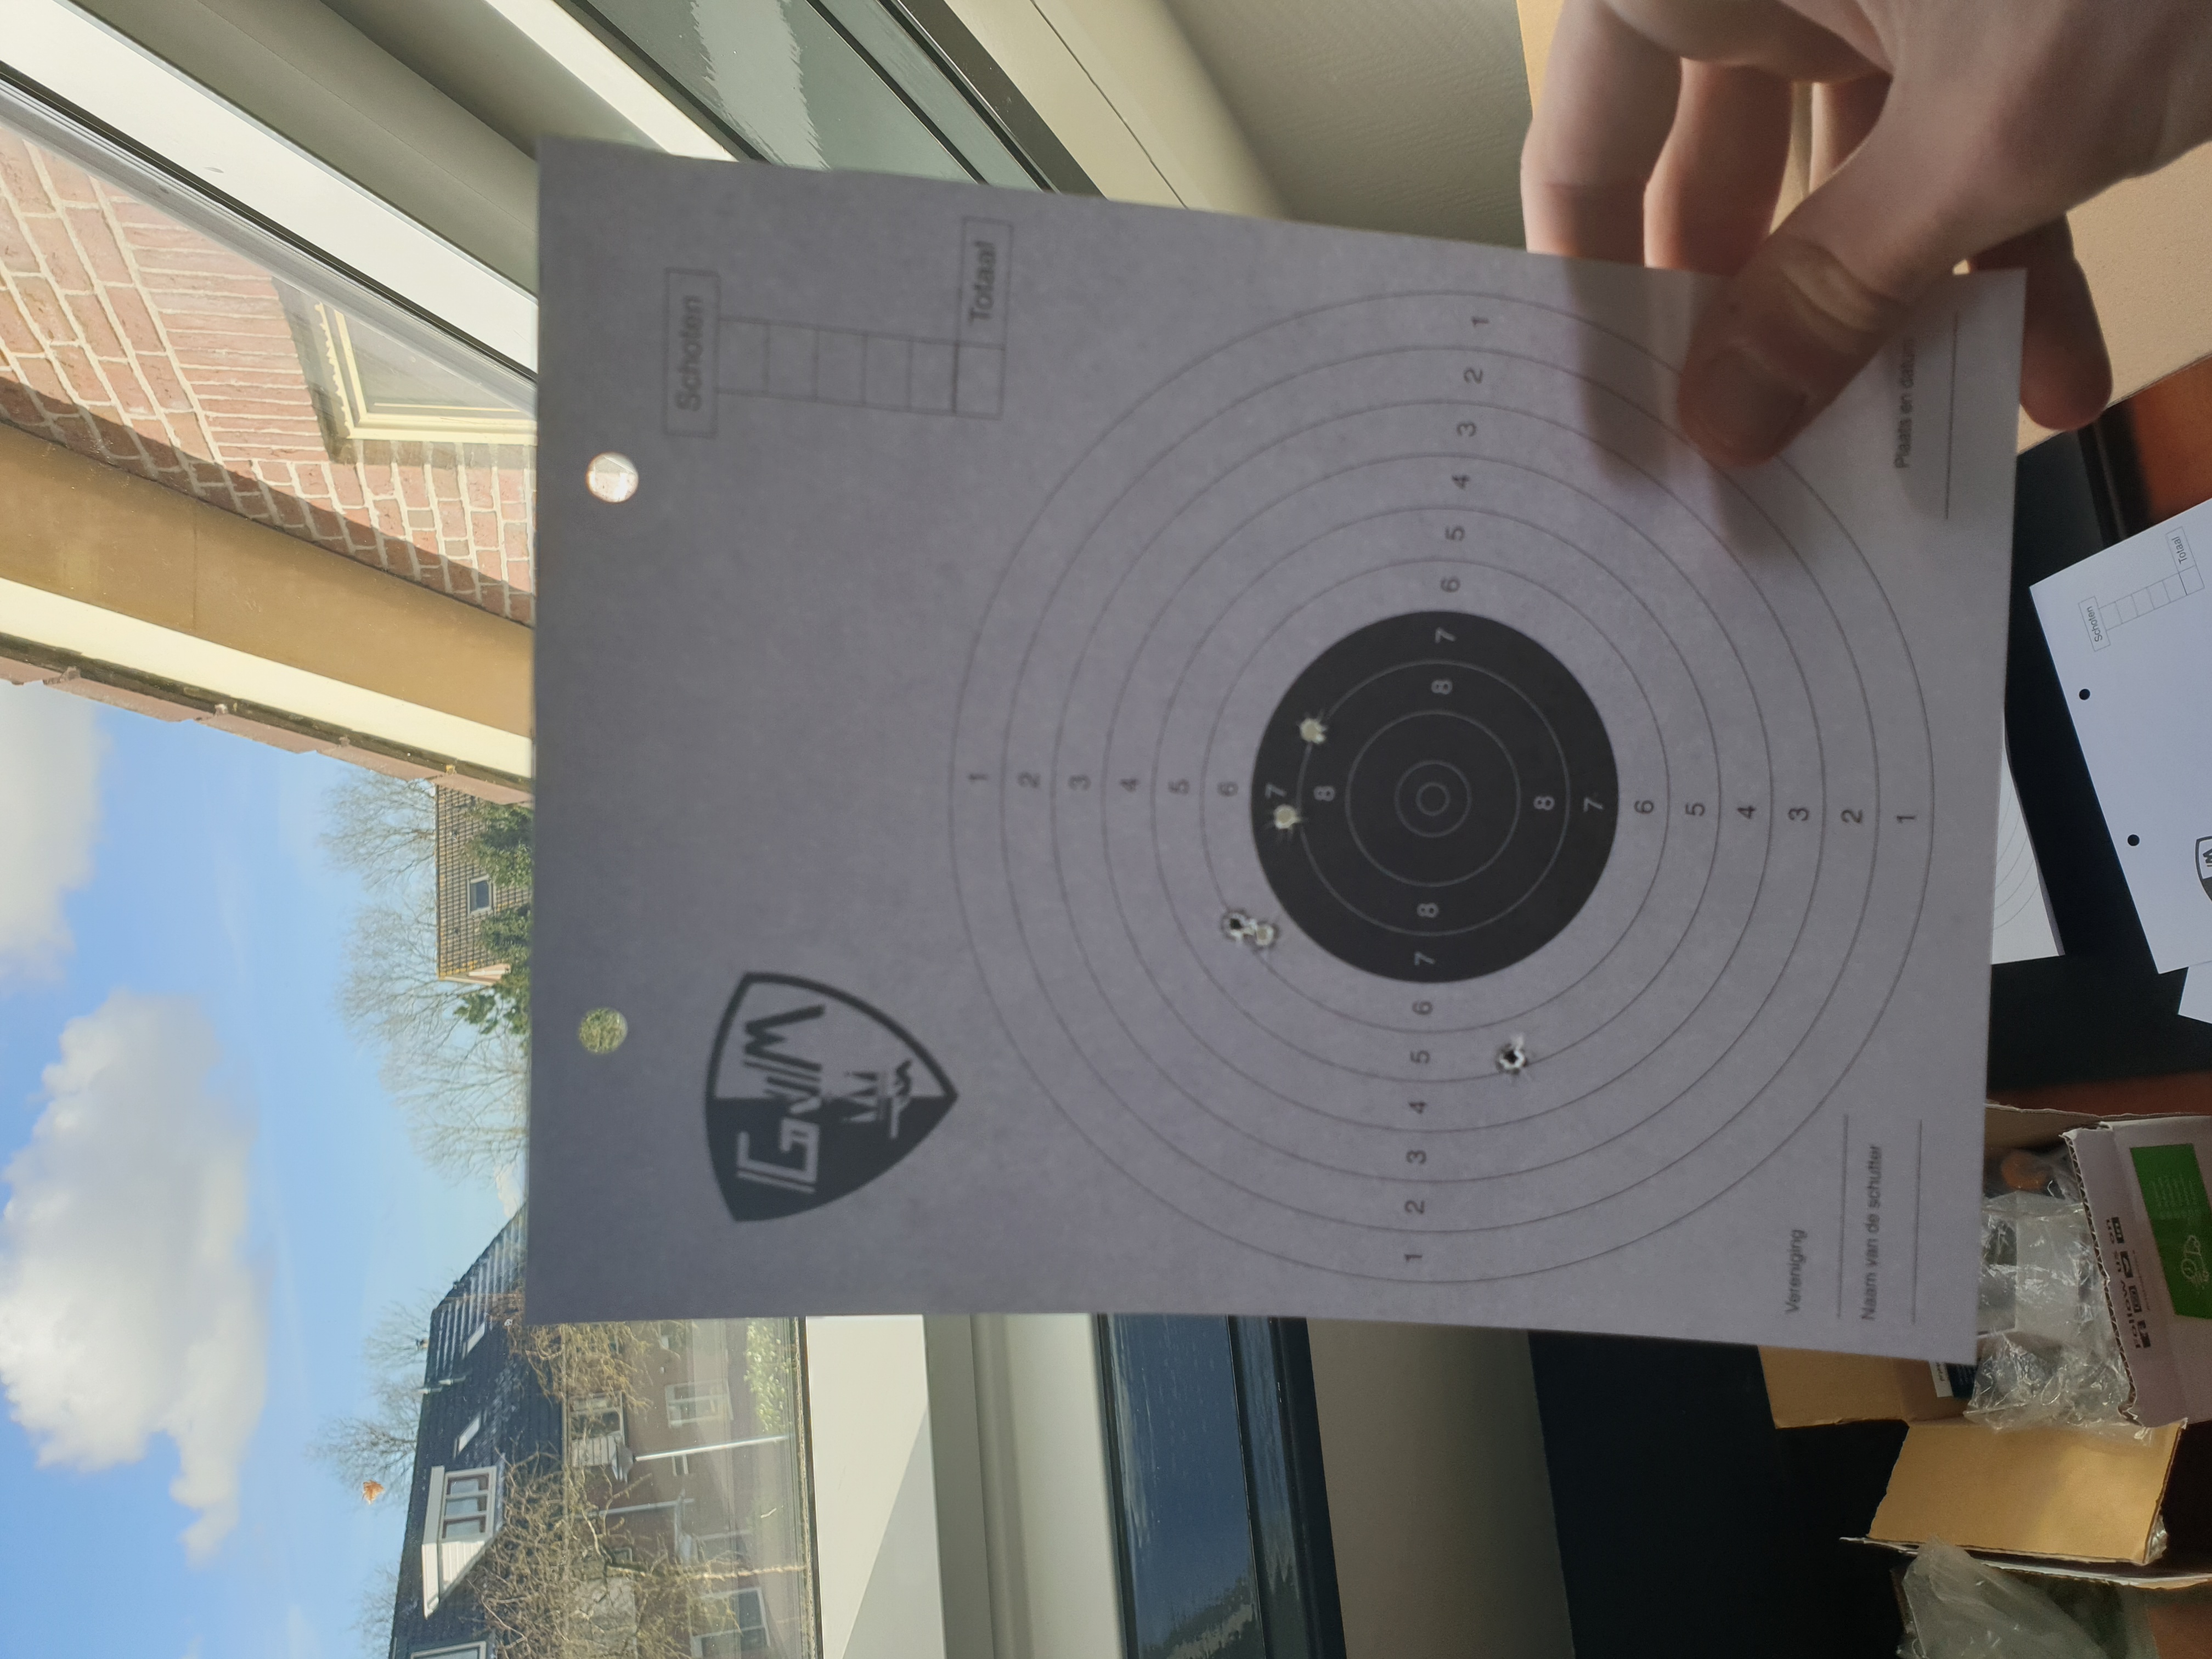 Schoten
GWM
Totaal
1
2
3
4
5
6
7
8
1 2 3 4 5 6 7 8 8 7 6 5 4 3 2 1
8
7
6
5
4
3
2
1
Vereniging
Naam van de schutter
Plaats en datum
Follow us on
Schoten
Totaal